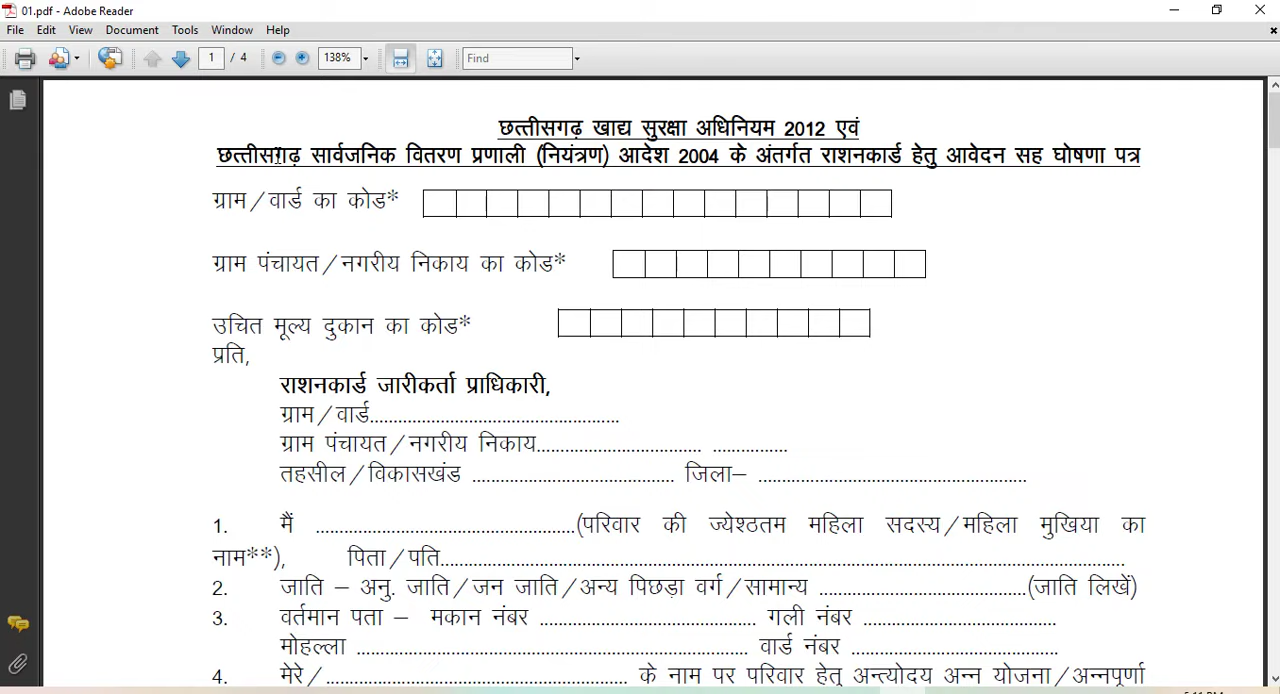 01.pdf - Adobe Reader
File Edit View Document Tools Window Help
1 / 4 138% Find
छत्तीसगढ़ खाद्य सुरक्षा अधिनियम 2012 एवं
छत्तीसगढ़ सार्वजनिक वितरण प्रणाली (नियंत्रण) आदेश 2004 के अंतर्गत राशनकार्ड हेतु आवेदन सह घोषणा पत्र
ग्राम/वार्ड का कोड*
ग्राम पंचायत/नगरीय निकाय का कोड*
उचित मूल्य दुकान का कोड*
प्रति,
राशनकार्ड जारीकर्ता प्राधिकारी,
ग्राम/वार्ड.....................................................
ग्राम पंचायत/नगरीय निकाय................................... ................
तहसील/विकासखंड ........................................... जिला– .........................................................
1. मैं .......................................................(परिवार की ज्येश्ठतम महिला सदस्य/महिला मुखिया का
नाम**), पिता/पति.................................................................................................................
2. जाति – अनु. जाति/जन जाति/अन्य पिछड़ा वर्ग/सामान्य ............................................(जाति लिखें)
3. वर्तमान पता – मकान नंबर .............................................. गली नंबर .........................................
मोहल्ला ................................................................................... वार्ड नंबर ............................................
4. मेरे/................................................................ के नाम पर परिवार हेतु अन्त्योदय अन्न योजना/अन्नपूर्णा